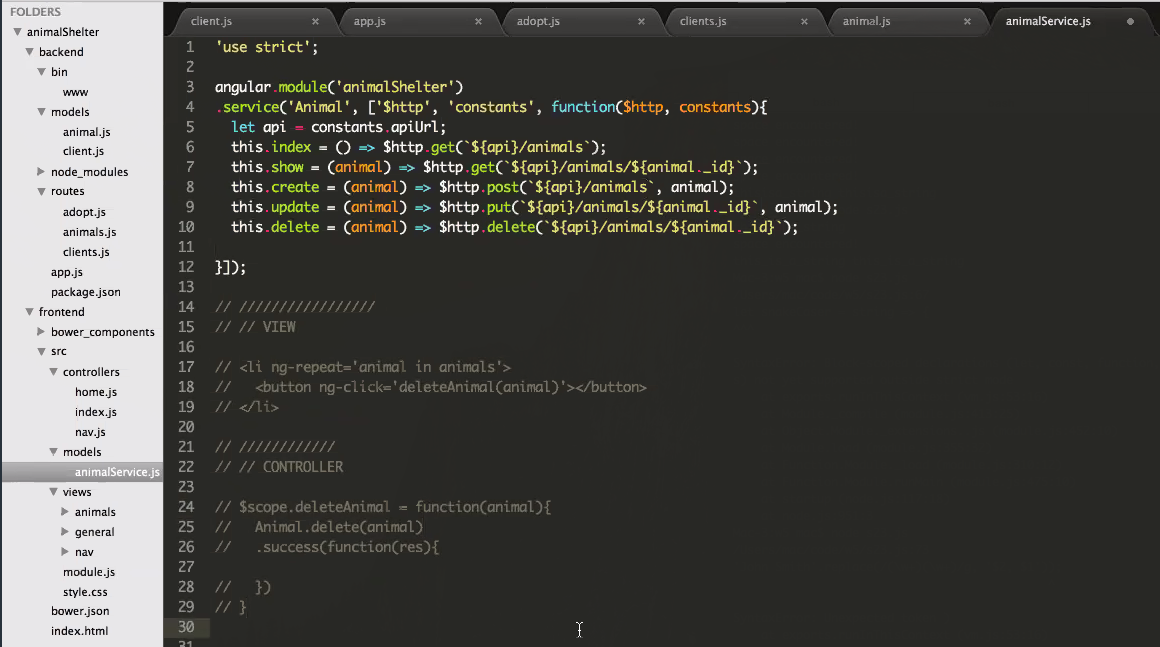 FOLDERS
animalShelter
backend
bin
www
models
animal.js
client.js
node_modules
routes
adopt.js
animals.js
clients.js
app.js
package.json
frontend
bower_components
src
controllers
home.js
index.js
nav.js
models
animalService.js
views
animals
general
nav
module.js
style.css
bower.json
index.html
client.js × app.js × adopt.js × clients.js × animal.js × animalService.js
1 'use strict';
2
3 angular.module('animalShelter')
4 .service('Animal', ['$http', 'constants', function($http, constants){
5   let api = constants.apiUrl;
6   this.index = () => $http.get(`${api}/animals`);
7   this.show = (animal) => $http.get(`${api}/animals/${animal._id}`);
8   this.create = (animal) => $http.post(`${api}/animals`, animal);
9   this.update = (animal) => $http.put(`${api}/animals/${animal._id}`, animal);
10   this.delete = (animal) => $http.delete(`${api}/animals/${animal._id}`);
11
12 }]);
13
14 // /////////////////
15 // // VIEW
16
17 // <li ng-repeat='animal in animals'>
18 //   <button ng-click='deleteAnimal(animal)'></button>
19 // </li>
20
21 // ////////////
22 // // CONTROLLER
23
24 // $scope.deleteAnimal = function(animal){
25 //   Animal.delete(animal)
26 //   .success(function(res){
27
28 //   })
29 // }
30
31